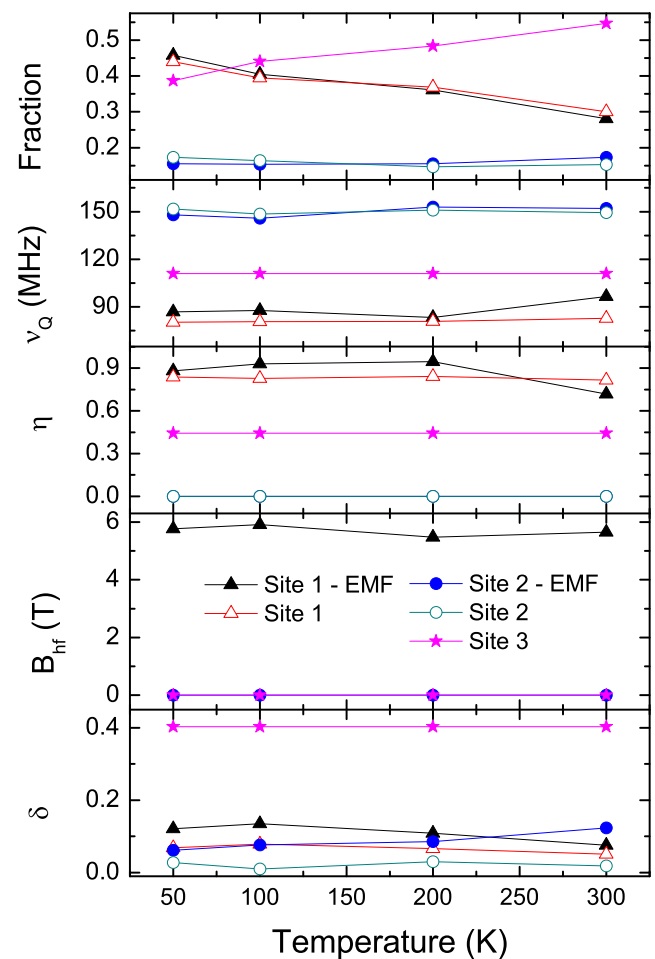 Fraction
0.5
0.4
0.3
0.2
ν_Q (MHz)
150
120
90
η
0.9
0.6
0.3
0.0
B_hf (T)
6
4
2
0
Site 1 - EMF
Site 1
Site 2 - EMF
Site 2
Site 3
δ
0.4
0.2
0.0
50 100 150 200 250 300
Temperature (K)